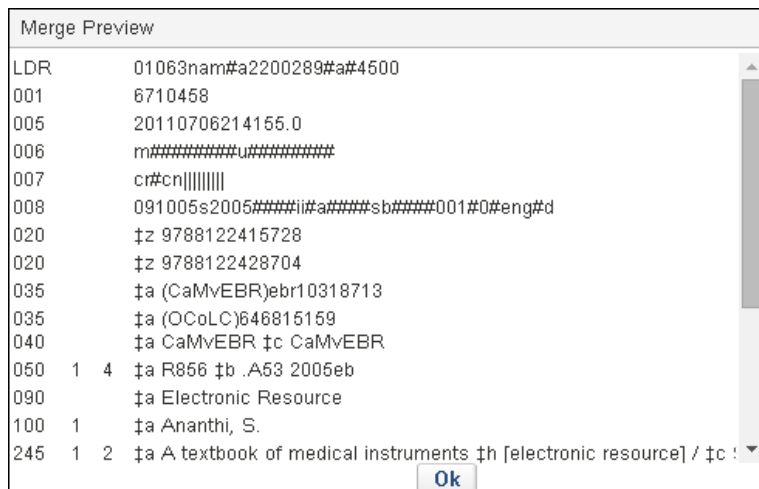 Merge Preview
LDR 01063nam#a2200289#a#4500
001 6710458
005 20110706214155.0
006 m########u########
007 cr#cn|||||||||
008 091005s2005####ii#a####sb####001#0#eng#d
020 ‡z 9788122415728
020 ‡z 9788122428704
035 ‡a (CaMvEBR)ebr10318713
035 ‡a (OCoLC)646815159
040 ‡a CaMvEBR ‡c CaMvEBR
050 1 4 ‡a R856 ‡b .A53 2005eb
090 ‡a Electronic Resource
100 1 ‡a Ananthi, S.
245 1 2 ‡a A textbook of medical instruments ‡h [electronic resource] / ‡c
Ok